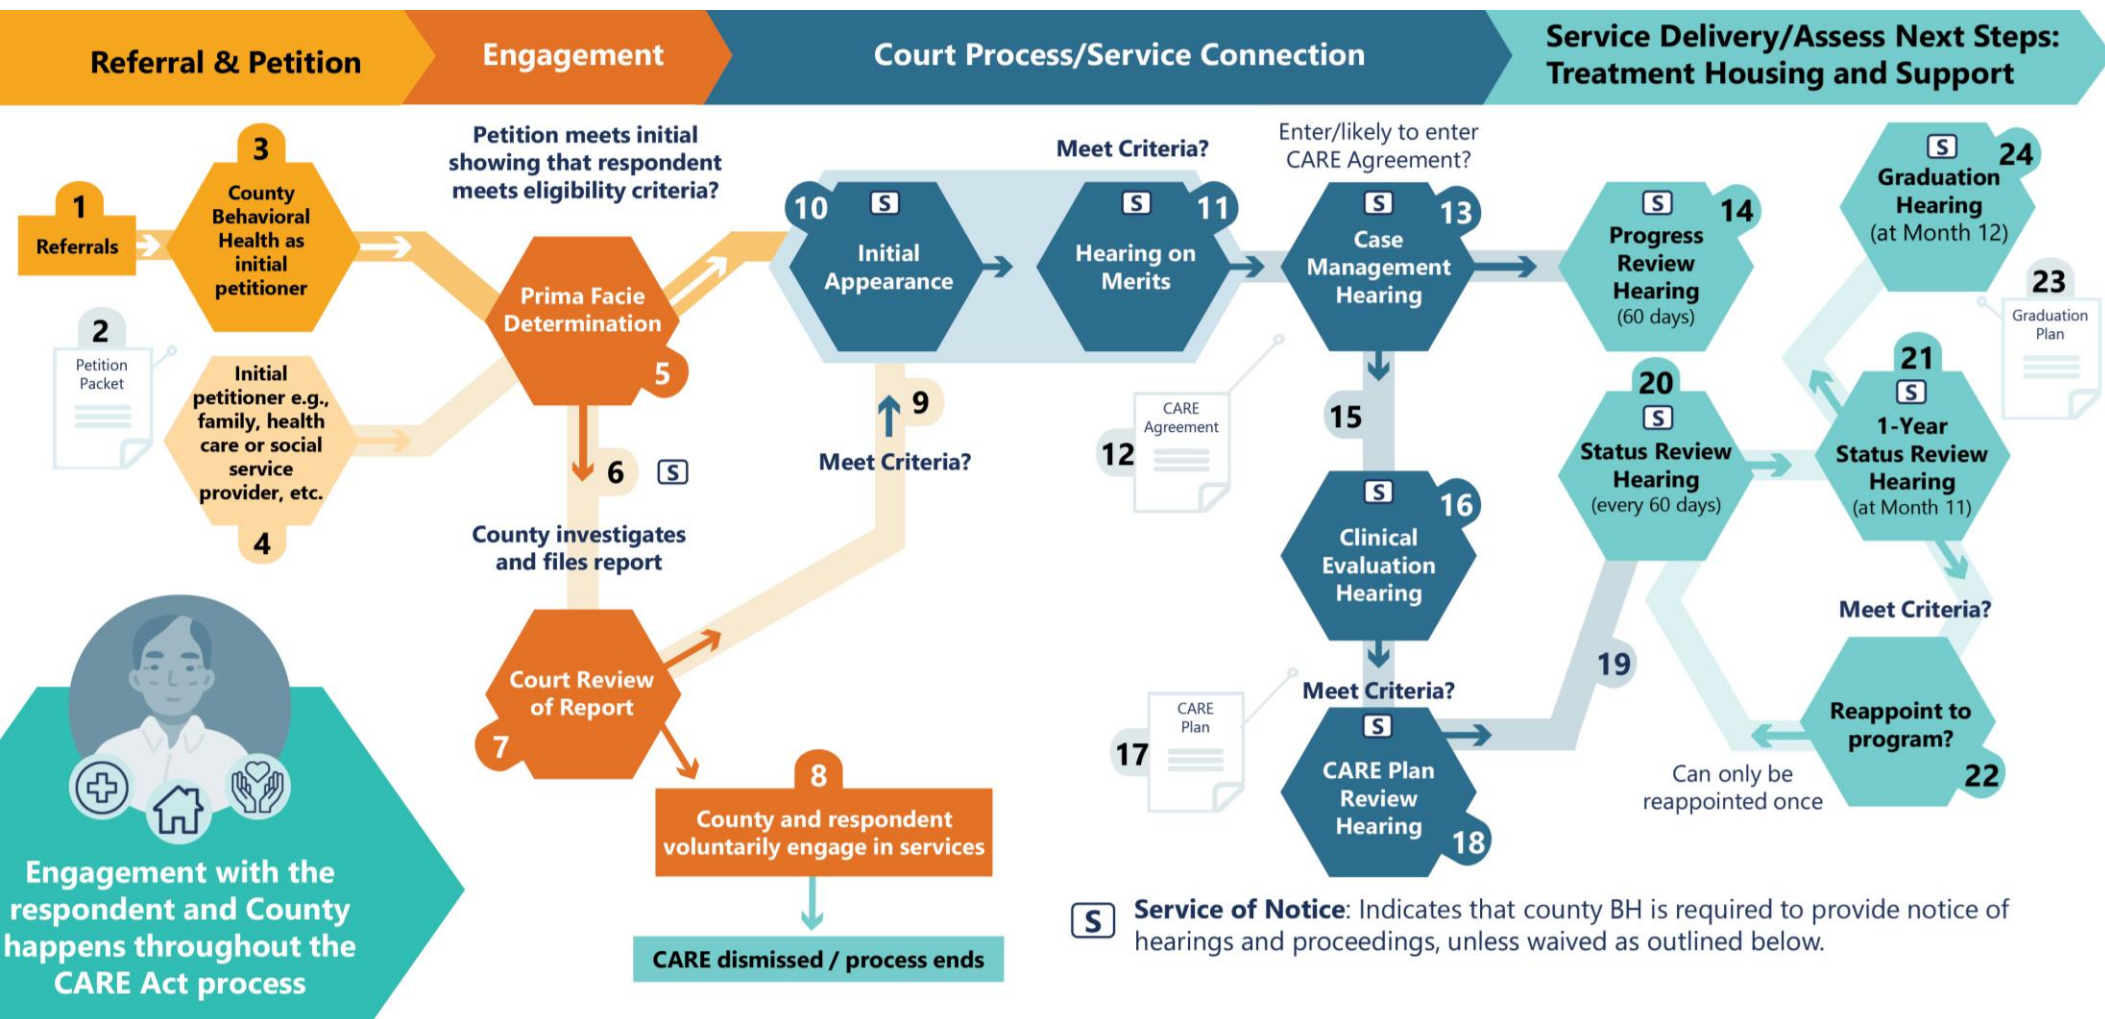 Referral & Petition
Engagement
Court Process/Service Connection
Service Delivery/Assess Next Steps:
Treatment Housing and Support
1
Referrals
2
Petition
Packet
3
County
Behavioral
Health as
initial
petitioner
Initial
petitioner e.g.,
family, health
care or social
service
provider, etc.
4
Petition meets initial
showing that respondent
meets eligibility criteria?
Prima Facie
Determination
5
6
S
County investigates
and files report
Court Review
of Report
7
8
County and respondent
voluntarily engage in services
CARE dismissed / process ends
9
Meet Criteria?
10
S
Initial
Appearance
Meet Criteria?
S
11
Hearing on
Merits
Enter/likely to enter
CARE Agreement?
12
CARE
Agreement
S
13
Case
Management
Hearing
S
14
Progress
Review
Hearing
(60 days)
15
S
16
Clinical
Evaluation
Hearing
17
CARE
Plan
Meet Criteria?
S
CARE Plan
Review
Hearing
18
19
20
S
Status Review
Hearing
(every 60 days)
21
S
1-Year
Status Review
Hearing
(at Month 11)
Meet Criteria?
Reappoint to
program?
22
Can only be
reappointed once
23
Graduation
Plan
S
24
Graduation
Hearing
(at Month 12)
Engagement with the
respondent and County
happens throughout the
CARE Act process
S
Service of Notice: Indicates that county BH is required to provide notice of
hearings and proceedings, unless waived as outlined below.